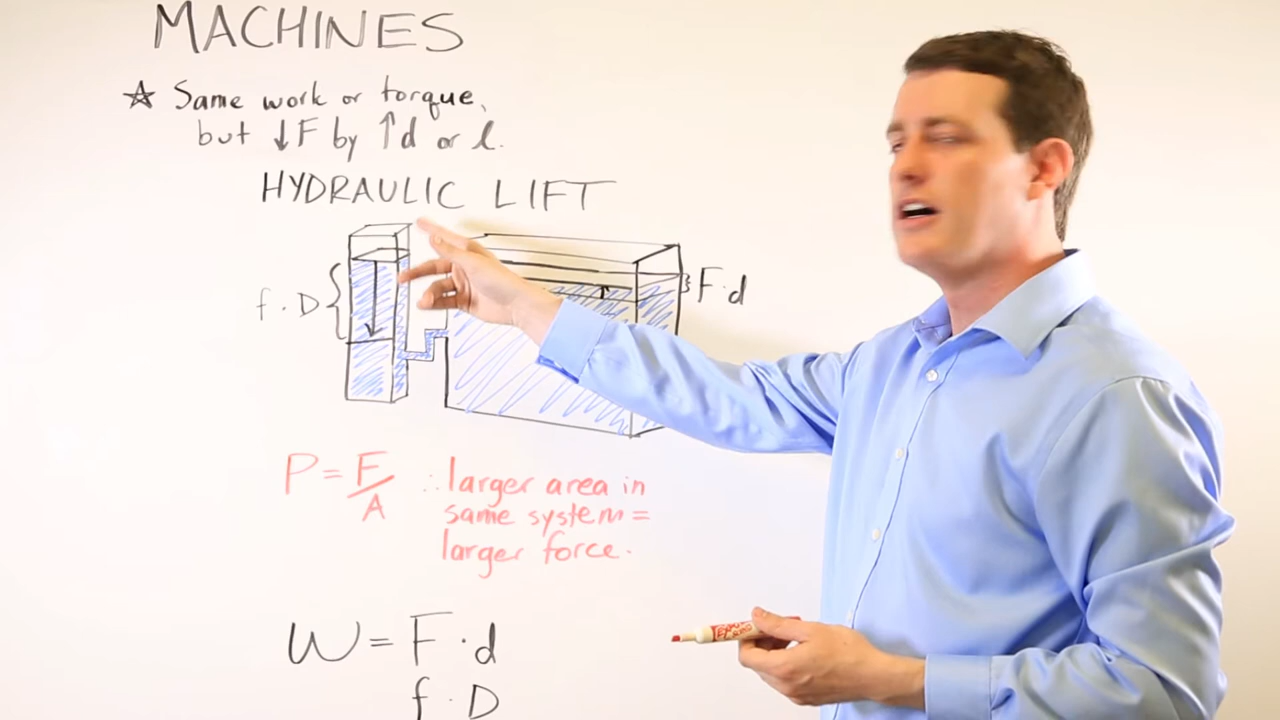 MACHINES
☆ Same work or torque,
but ↓F by ↑d or l.
HYDRAULIC LIFT
f·D
F·d
P = F/A ∴ larger area in
same system =
larger force.
W = F·d
f·D